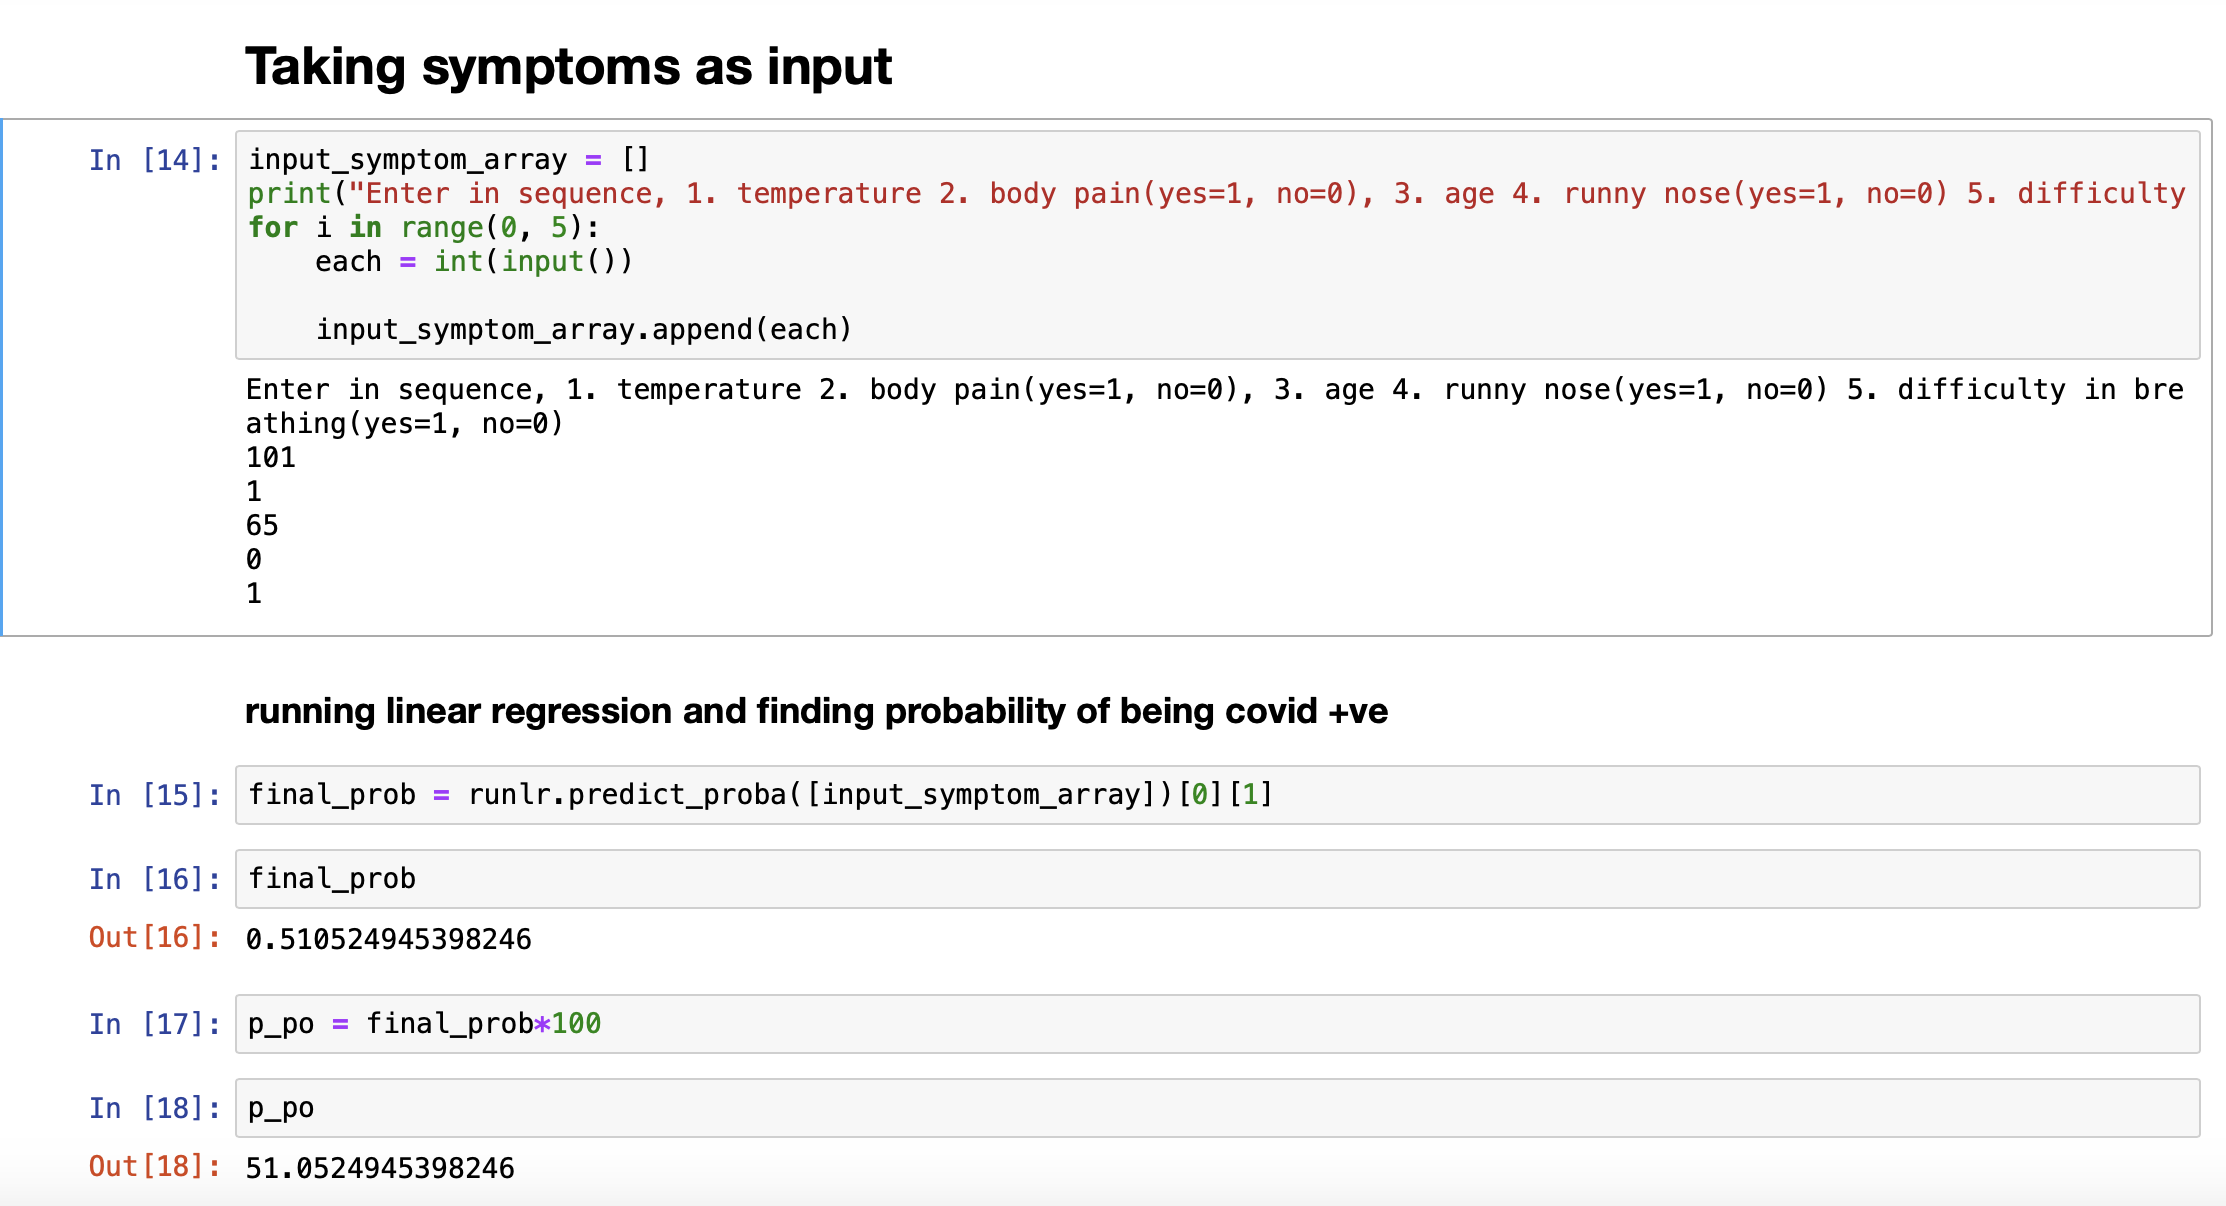 Taking symptoms as input
In [14]: input_symptom_array = []
print("Enter in sequence, 1. temperature 2. body pain(yes=1, no=0), 3. age 4. runny nose(yes=1, no=0) 5. difficulty
for i in range(0, 5):
    each = int(input())
    input_symptom_array.append(each)
Enter in sequence, 1. temperature 2. body pain(yes=1, no=0), 3. age 4. runny nose(yes=1, no=0) 5. difficulty in bre
athing(yes=1, no=0)
101
1
65
0
1
running linear regression and finding probability of being covid +ve
In [15]: final_prob = runlr.predict_proba([input_symptom_array])[0][1]
In [16]: final_prob
Out[16]: 0.510524945398246
In [17]: p_po = final_prob*100
In [18]: p_po
Out[18]: 51.0524945398246